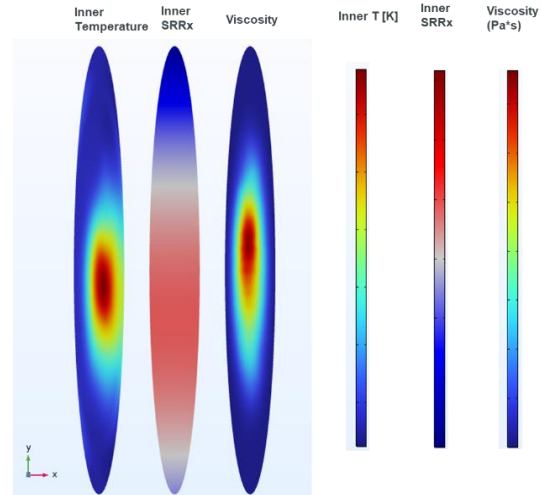 Inner
Temperature
Inner
SRRx
Viscosity
Inner T [K]
Inner
SRRx
Viscosity
(Pa*s)
y
x